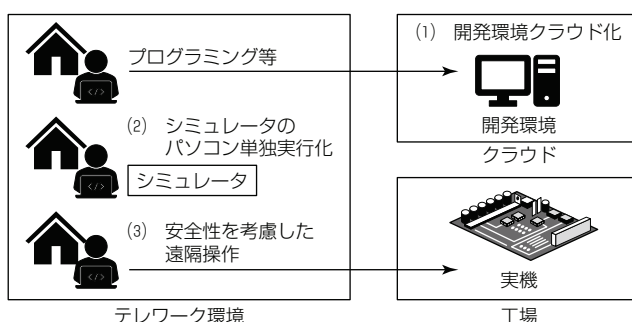 プログラミング等
(2) シミュレータの
パソコン単独実行化
シミュレータ
(3) 安全性を考慮した
遠隔操作
テレワーク環境
(1) 開発環境クラウド化
開発環境
クラウド
実機
工場